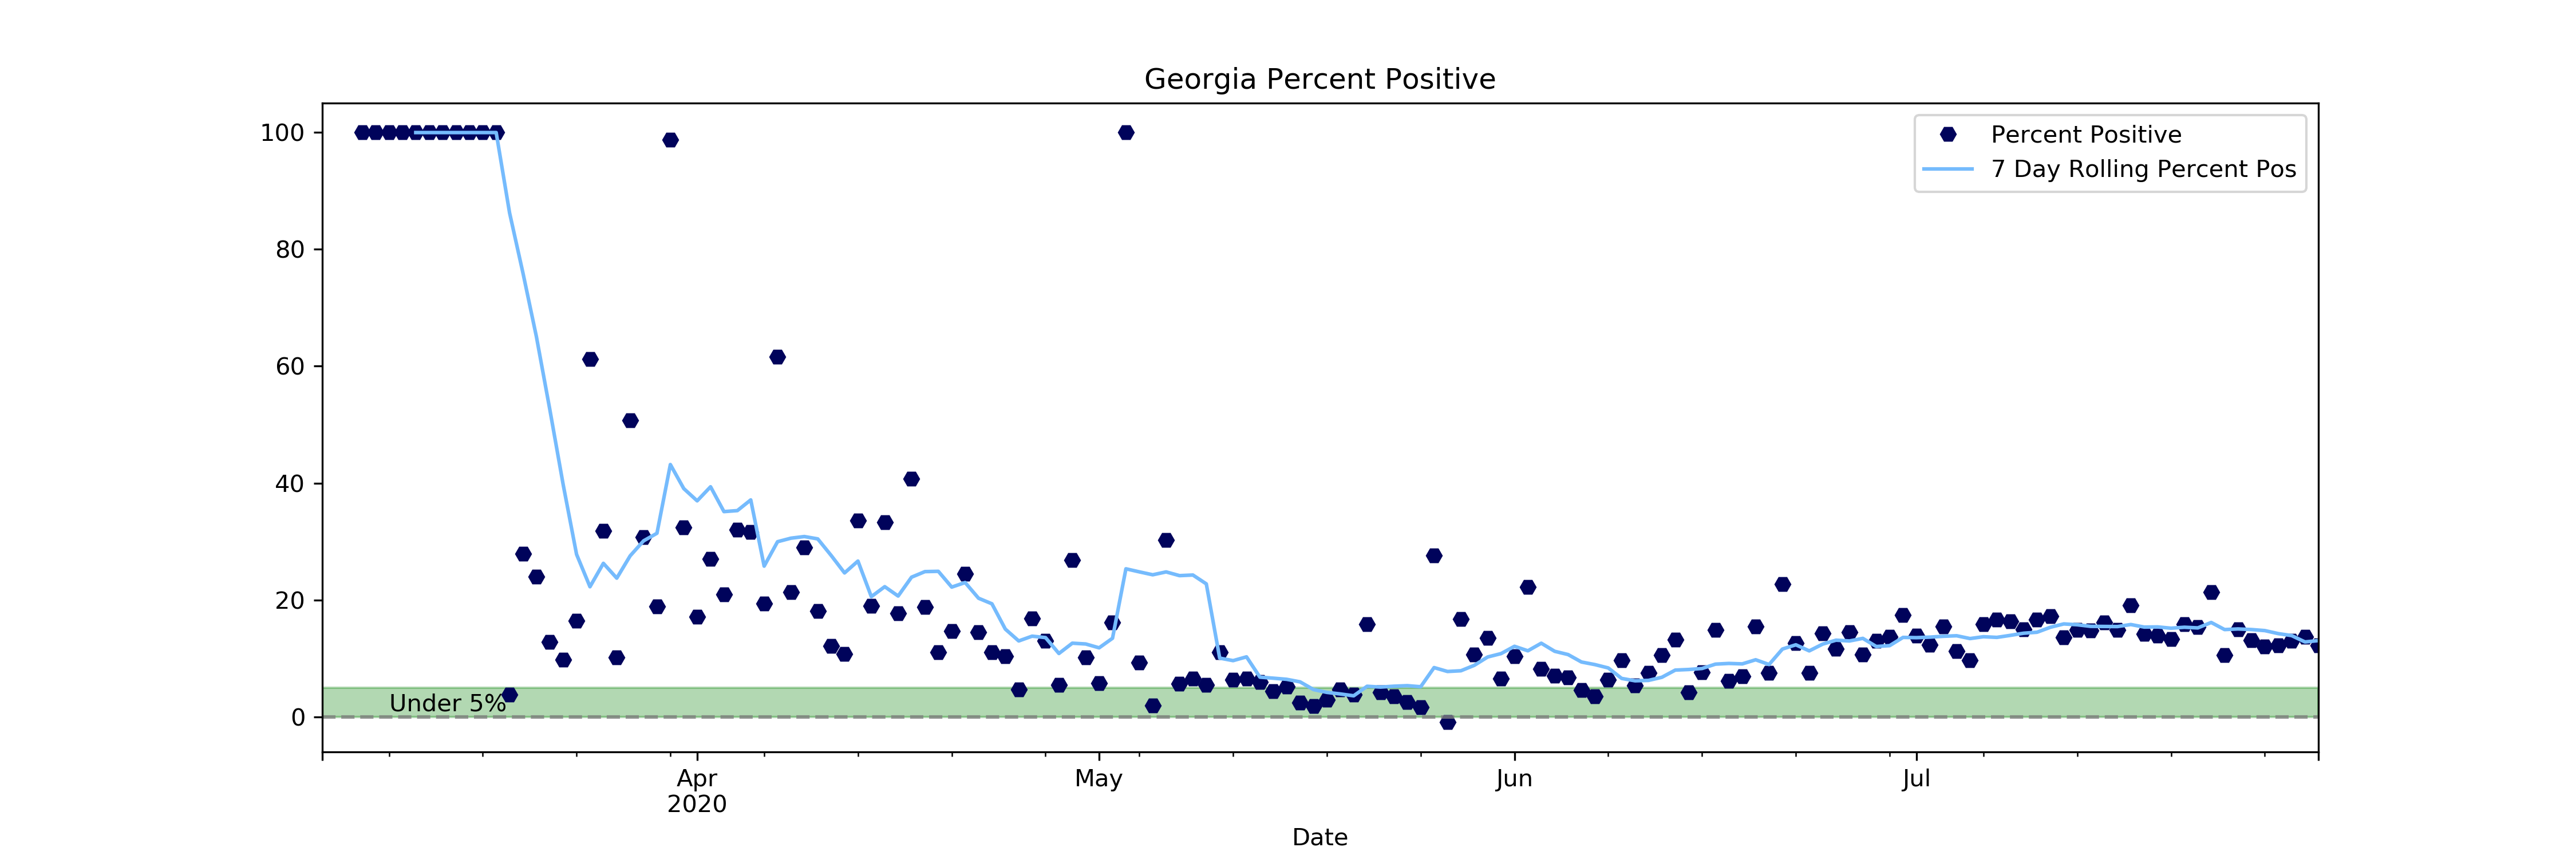 Georgia Percent Positive
100
80
60
40
20
0
Percent Positive
7 Day Rolling Percent Pos
Under 5%
Apr
2020
May
Jun
Jul
Date